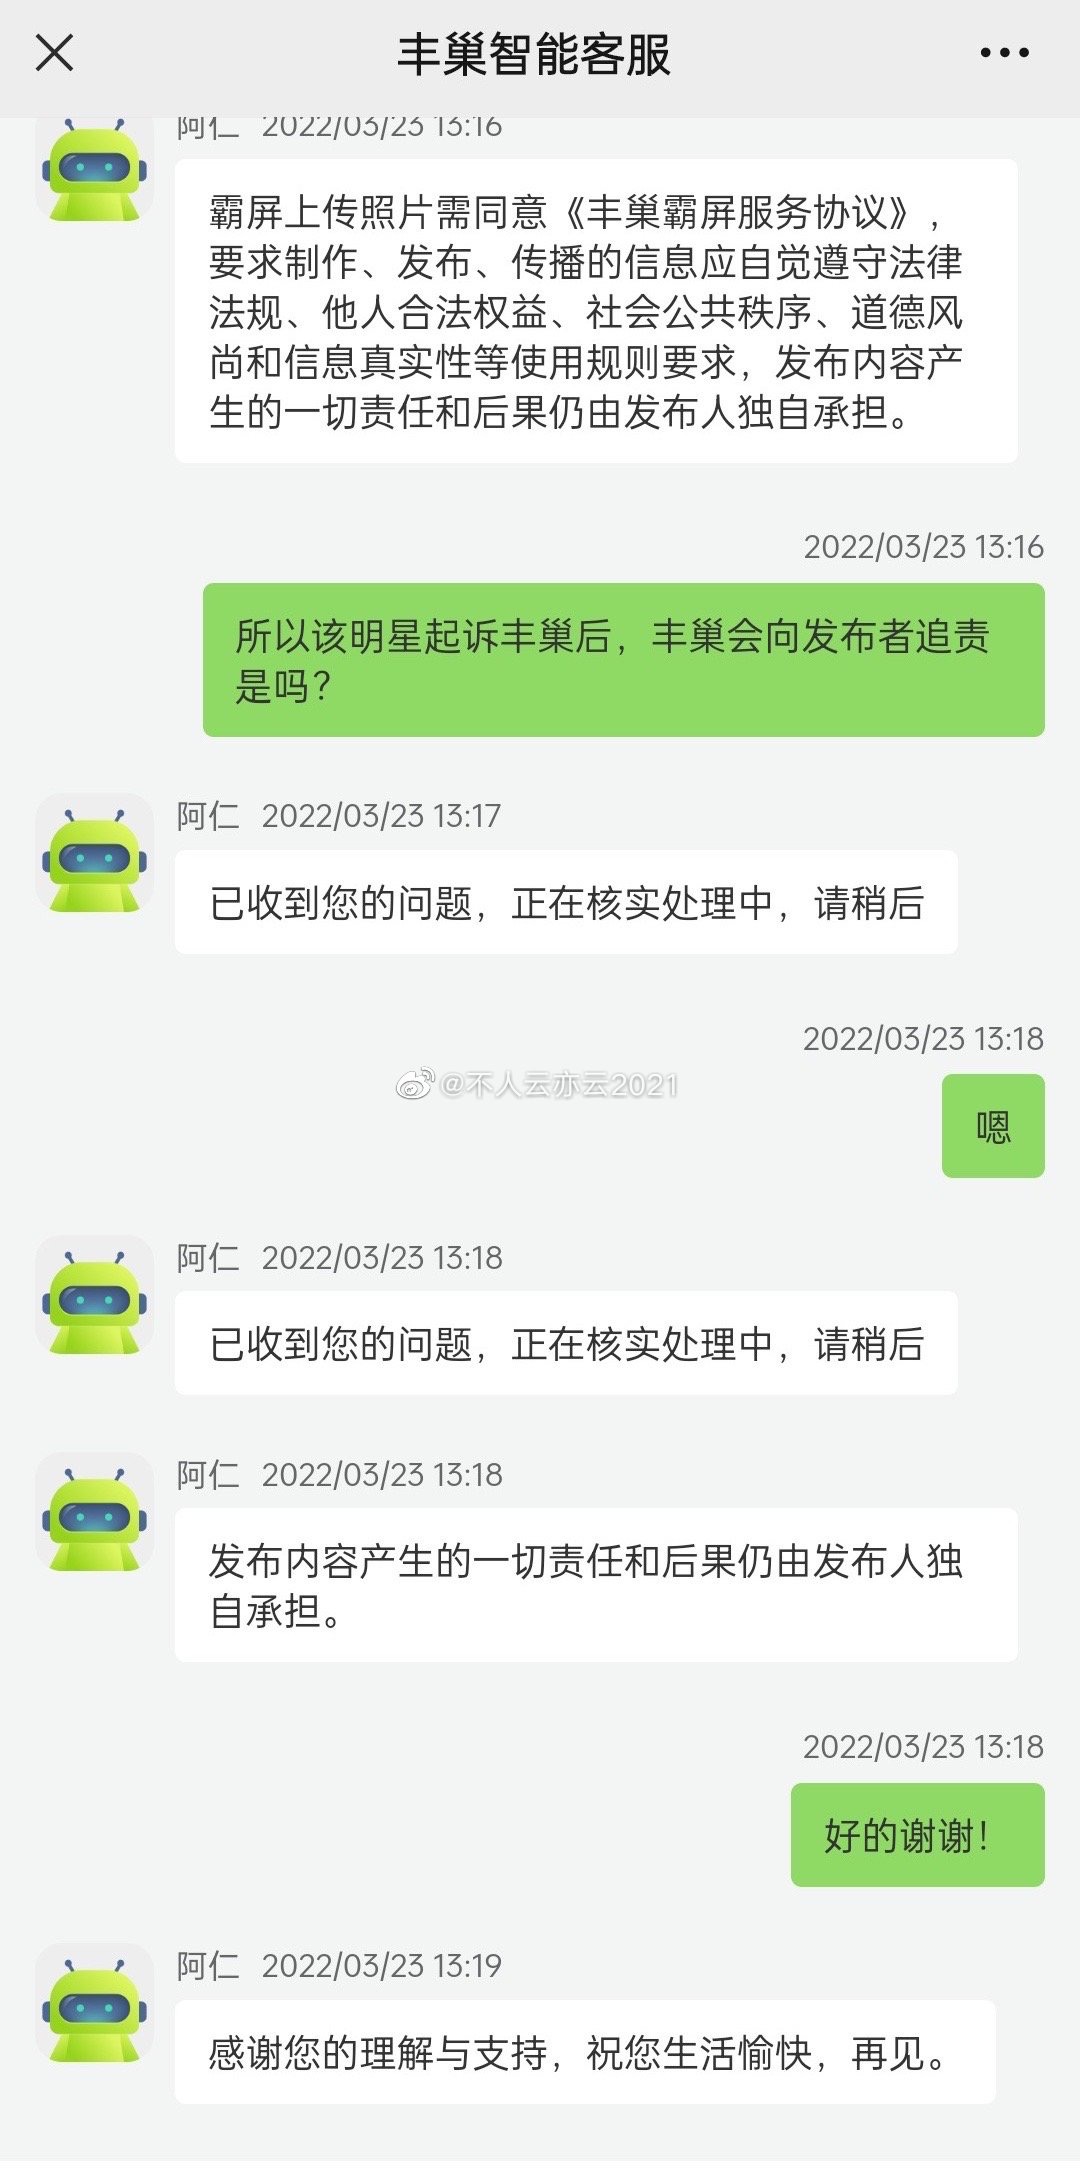 丰巢智能客服
阿仁 2022/03/23 13:16
霸屏上传照片需同意《丰巢霸屏服务协议》，
要求制作、发布、传播的信息应自觉遵守法律
法规、他人合法权益、社会公共秩序、道德风
尚和信息真实性等使用规则要求，发布内容产
生的一切责任和后果仍由发布人独自承担。
2022/03/23 13:16
所以该明星起诉丰巢后，丰巢会向发布者追责
是吗？
阿仁 2022/03/23 13:17
已收到您的问题，正在核实处理中，请稍后
2022/03/23 13:18
@不人云亦云2021
嗯
阿仁 2022/03/23 13:18
已收到您的问题，正在核实处理中，请稍后
阿仁 2022/03/23 13:18
发布内容产生的一切责任和后果仍由发布人独
自承担。
2022/03/23 13:18
好的谢谢！
阿仁 2022/03/23 13:19
感谢您的理解与支持，祝您生活愉快，再见。